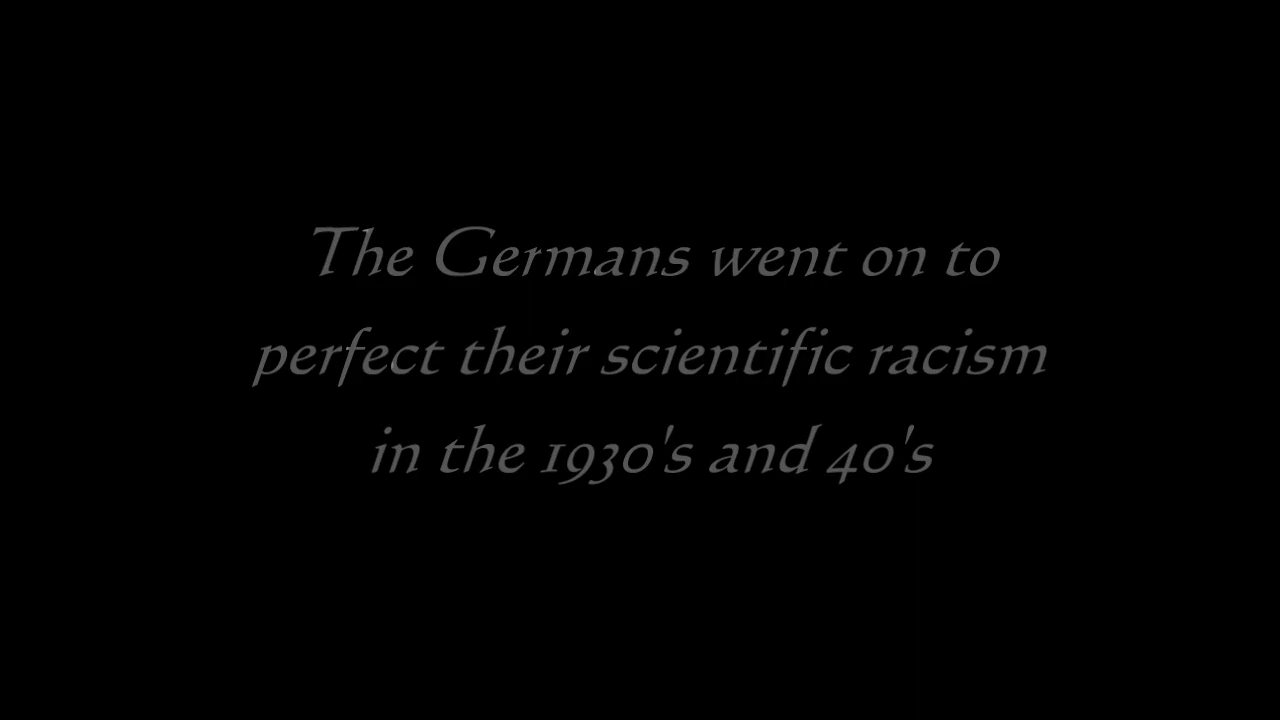 The Germans went on to
perfect their scientific racism
in the 1930's and 40's